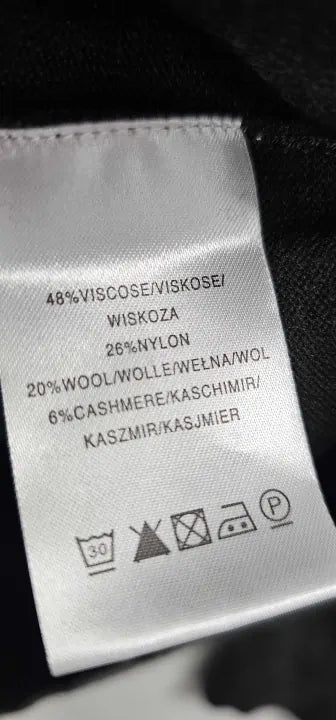 48%VISCOSE/VISKOSE/
WISKOZA
26%NYLON
20%WOOL/WOLLE/WEŁNA/WOL
6%CASHMERE/KASCHIMIR/
KASZMIR/KASJMIER
30 P